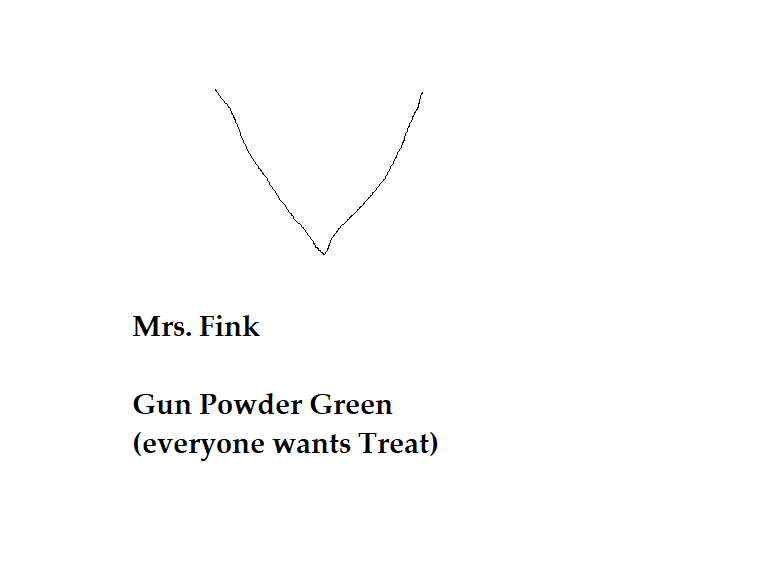 Mrs. Fink
Gun Powder Green
(everyone wants Treat)